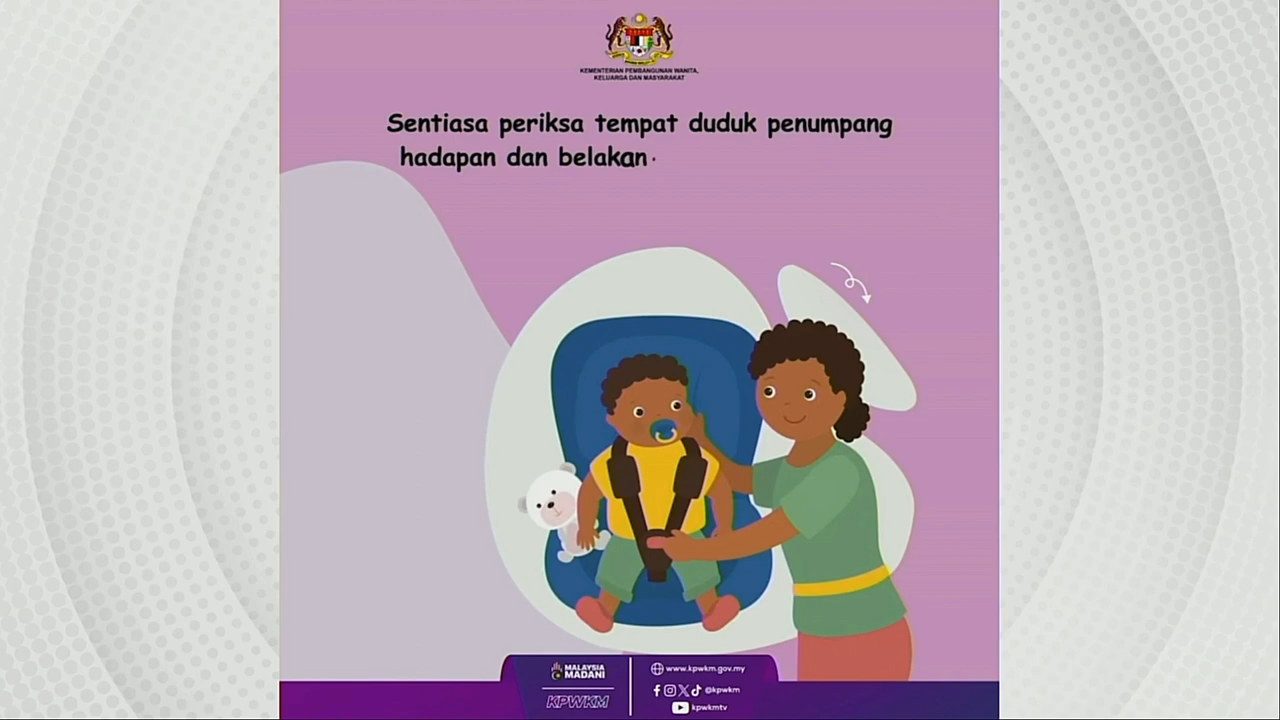 KEMENTERIAN PEMBANGUNAN WANITA,
KELUARGA DAN MASYARAKAT
Sentiasa periksa tempat duduk penumpang
hadapan dan belakan
MALAYSIA
MADANI
KPWKM
www.kpwkm.gov.my
@kpwkm
kpwkmtv